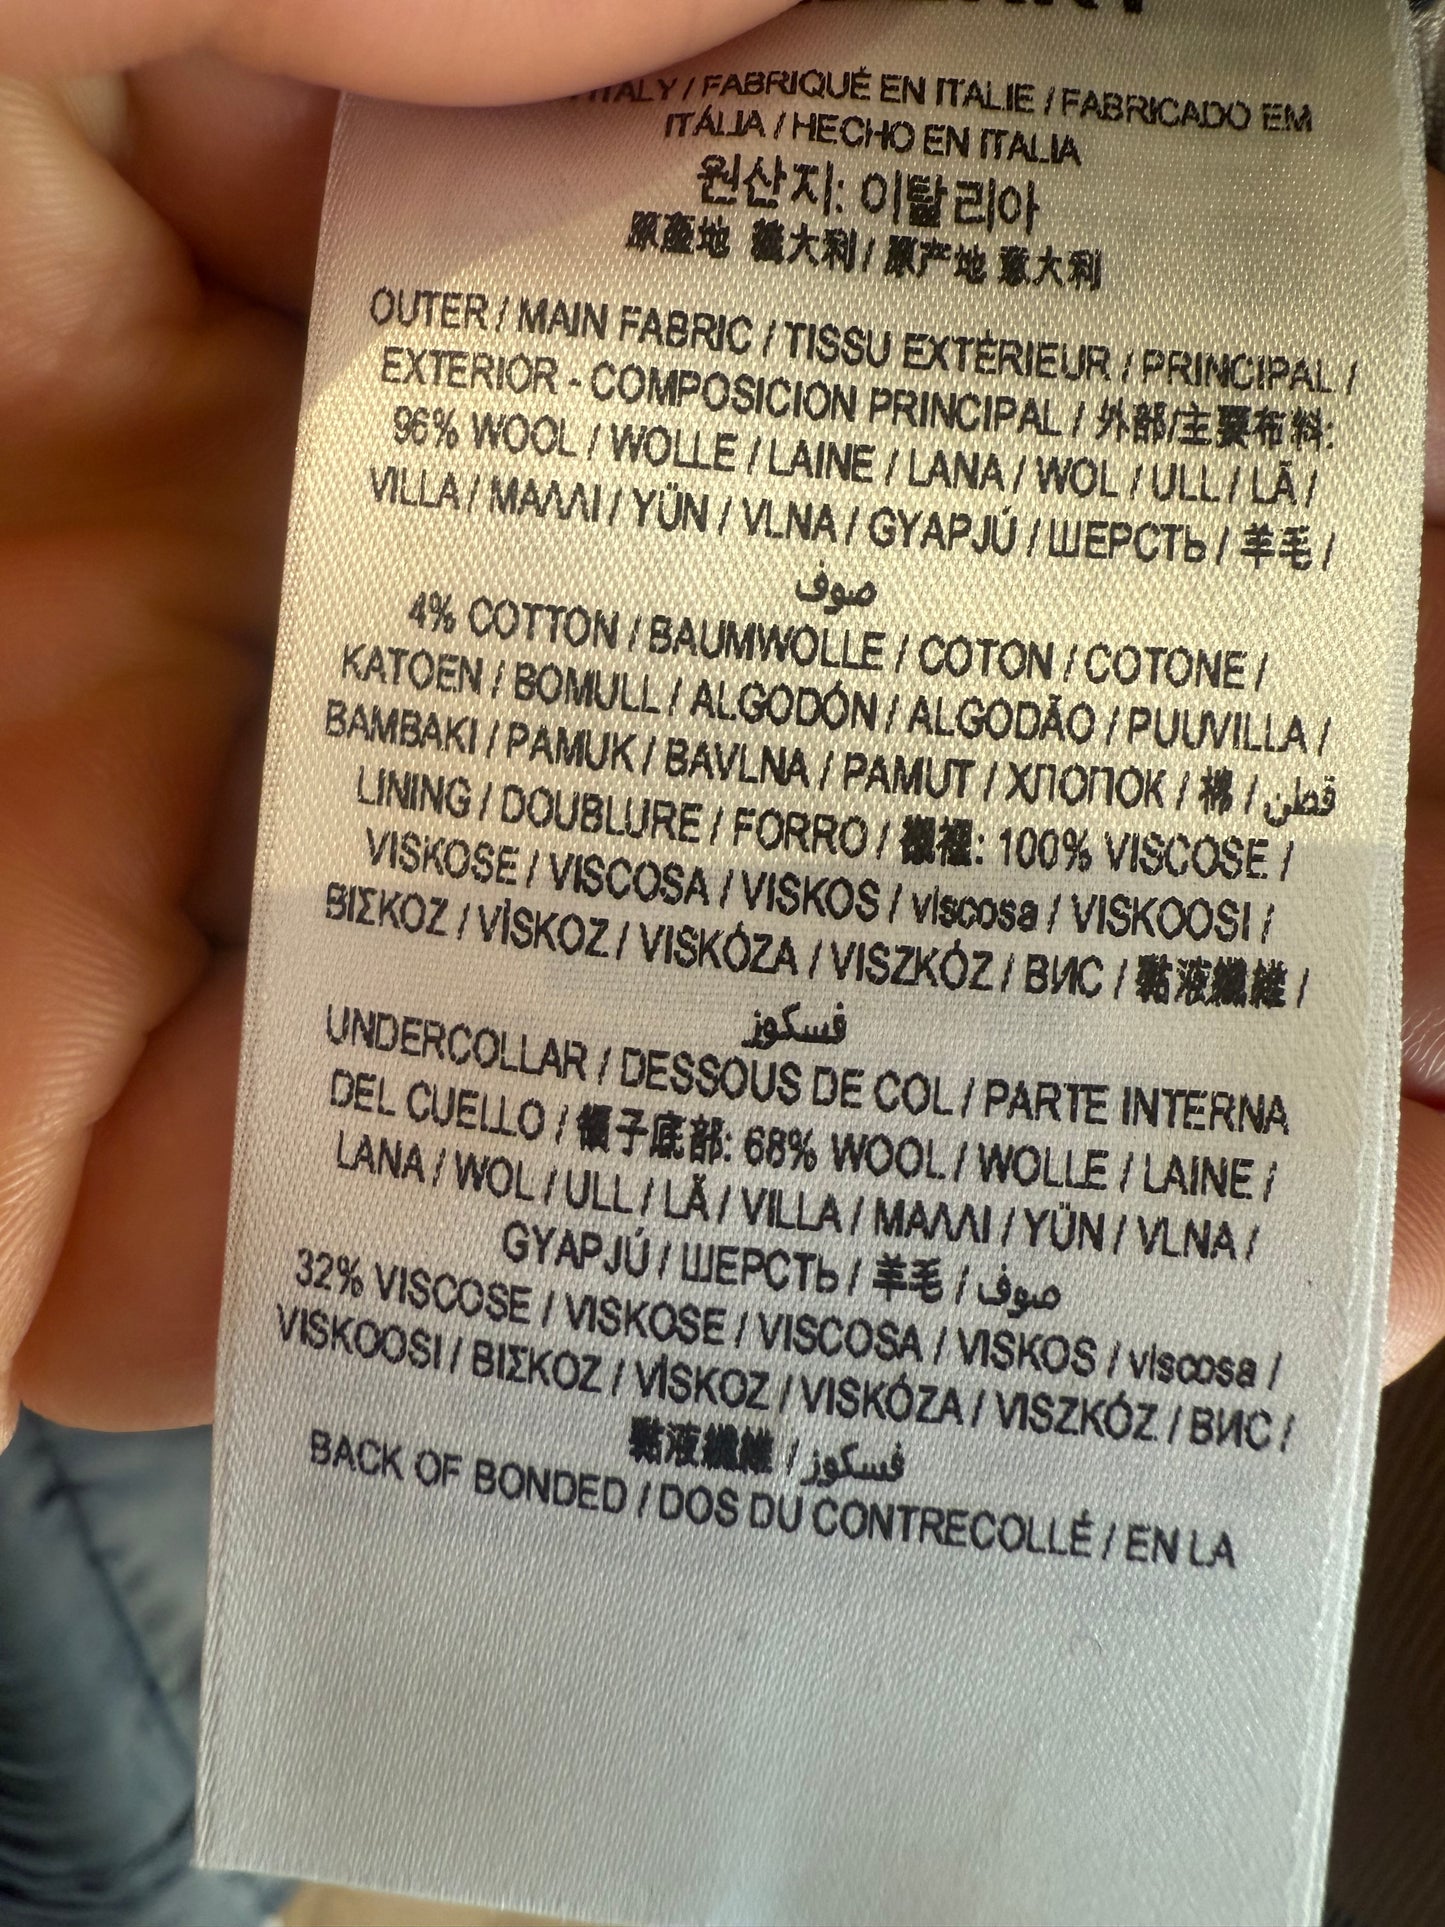 ITALY / FABRIQUÉ EN ITALIE / FABRICADO EM
ITÁLIA / HECHO EN ITALIA
원산지: 이탈리아
原產地 義大利 / 原产地 意大利
OUTER / MAIN FABRIC / TISSU EXTÉRIEUR / PRINCIPAL /
EXTERIOR - COMPOSICION PRINCIPAL / 外部/主要布料:
96% WOOL / WOLLE / LAINE / LANA / WOL / ULL / LÃ /
VILLA / ΜΑΛΛΙ / YÜN / VLNA / GYAPJÚ / ШЕРСТЬ / 羊毛 /
صوف
4% COTTON / BAUMWOLLE / COTON / COTONE /
KATOEN / BOMULL / ALGODÓN / ALGODÃO / PUUVILLA /
BAMBAKI / PAMUK / BAVLNA / PAMUT / ХПОПОК / 棉 / قطن
LINING / DOUBLURE / FORRO / 襯裡: 100% VISCOSE /
VISKOSE / VISCOSA / VISKOS / viscosa / VISKOOSI /
ΒΙΣΚΟΖ / VİSKOZ / VISKÓZA / VISZKÓZ / ВИС / 黏液纖維 /
فسكوز
UNDERCOLLAR / DESSOUS DE COL / PARTE INTERNA
DEL CUELLO / 領子底部: 68% WOOL / WOLLE / LAINE /
LANA / WOL / ULL / LÃ / VILLA / ΜΑΛΛΙ / YÜN / VLNA /
GYAPJÚ / ШЕРСТЬ / 羊毛 / صوف
32% VISCOSE / VISKOSE / VISCOSA / VISKOS / viscosa /
VISKOOSI / ΒΙΣΚΟΖ / VİSKOZ / VISKÓZA / VISZKÓZ / ВИС /
黏液纖維 / فسكوز
BACK OF BONDED / DOS DU CONTRECOLLÉ / EN LA